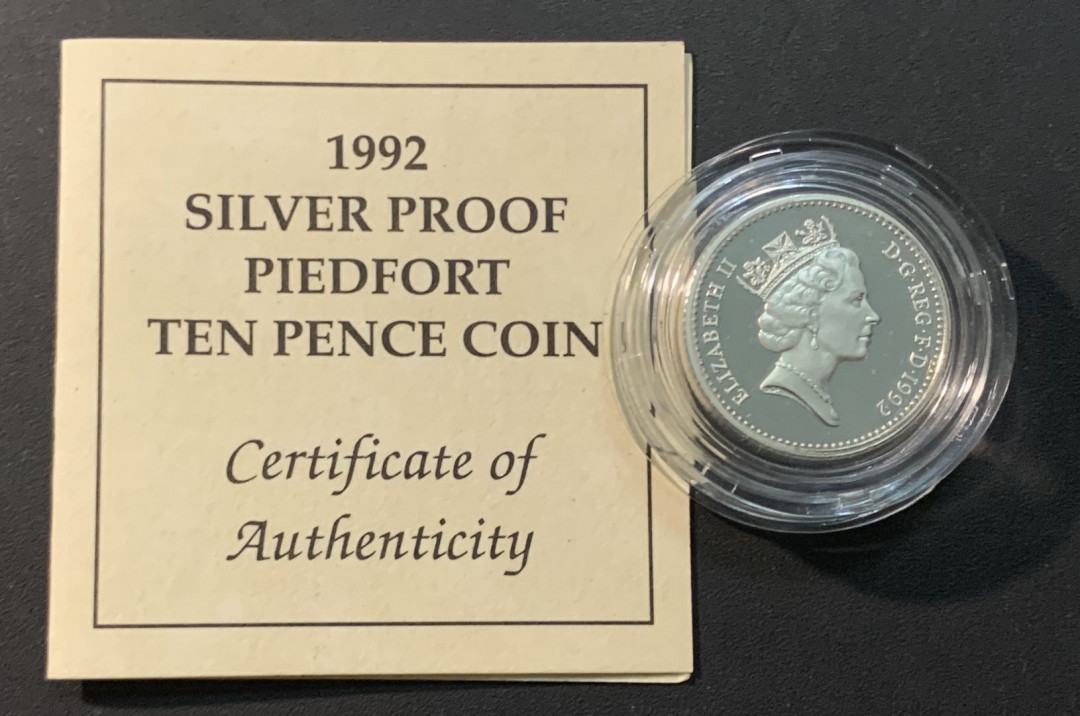 1992
SILVER PROOF
PIEDFORT
TEN PENCE COIN
Certificate of
Authenticity
ELIZABETH II
D·G·REG·F·D·1992